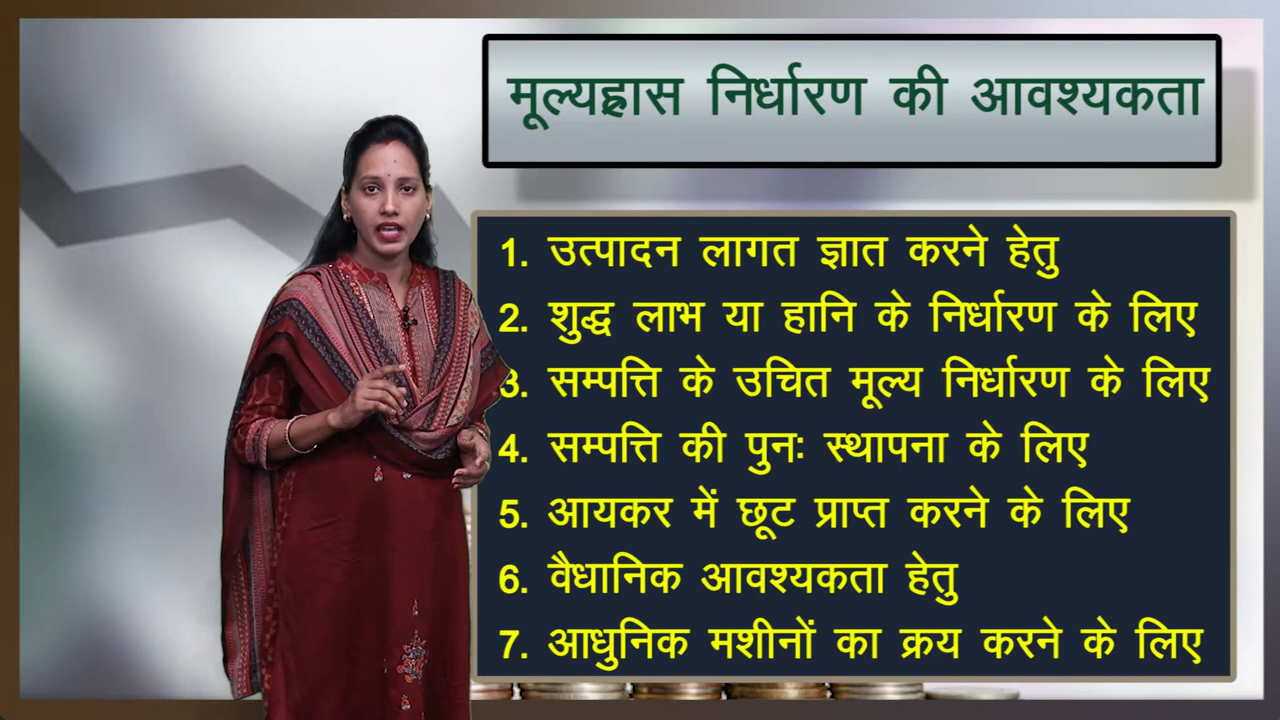 मूल्यह्रास निर्धारण की आवश्यकता
1. उत्पादन लागत ज्ञात करने हेतु
2. शुद्ध लाभ या हानि के निर्धारण के लिए
3. सम्पत्ति के उचित मूल्य निर्धारण के लिए
4. सम्पत्ति की पुनः स्थापना के लिए
5. आयकर में छूट प्राप्त करने के लिए
6. वैधानिक आवश्यकता हेतु
7. आधुनिक मशीनों का क्रय करने के लिए